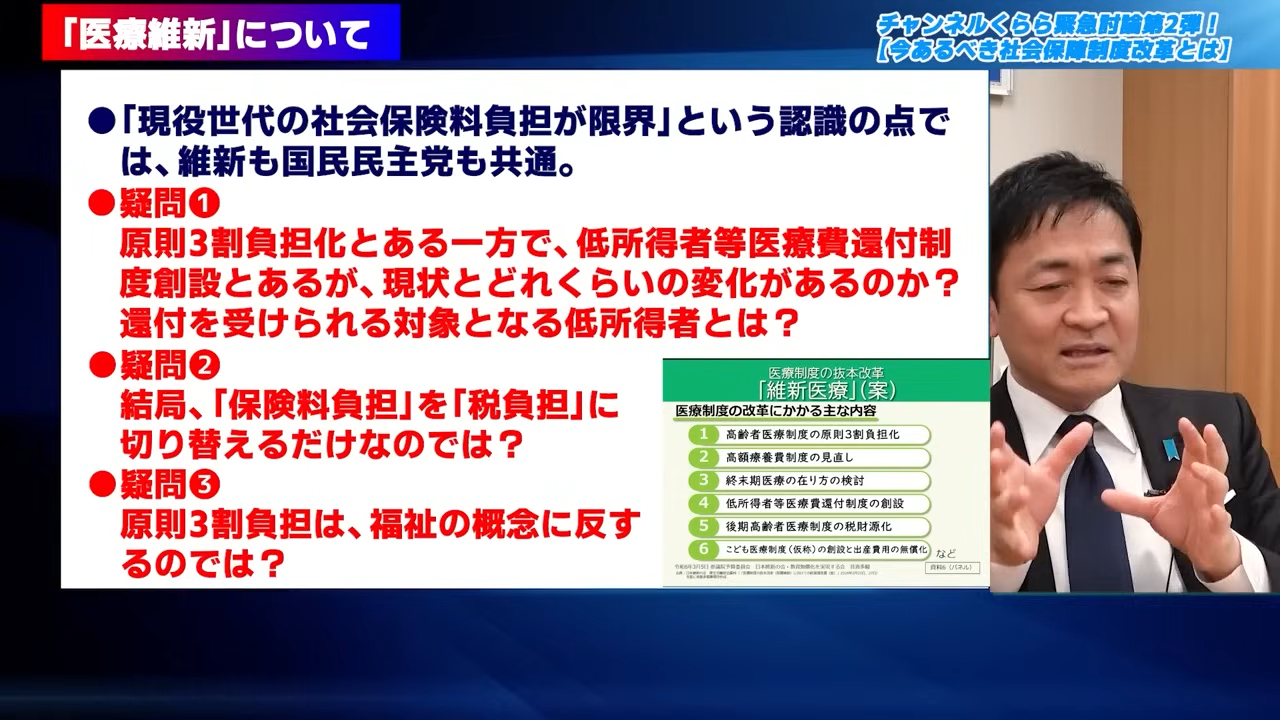 「医療維新」について
チャンネルくらら緊急討論第2弾！
【今あるべき社会保障制度改革とは】
●「現役世代の社会保険料負担が限界」という認識の点で
は、維新も国民民主党も共通。
●疑問❶
原則3割負担化とある一方で、低所得者等医療費還付制
度創設とあるが、現状とどれくらいの変化があるのか？
還付を受けられる対象となる低所得者とは？
●疑問❷
結局、「保険料負担」を「税負担」に
切り替えるだけなのでは？
●疑問❸
原則3割負担は、福祉の概念に反す
るのでは？
医療制度の抜本改革
「維新医療」（案）
医療制度の改革にかかる主な内容
1 高齢者医療制度の原則3割負担化
2 高額療養費制度の見直し
3 終末期医療の在り方の検討
4 低所得者等医療費還付制度の創設
5 後期高齢者医療制度の税財源化
6 こども医療制度（仮称）の創設と出産費用の無償化
など
資料6（パネル）